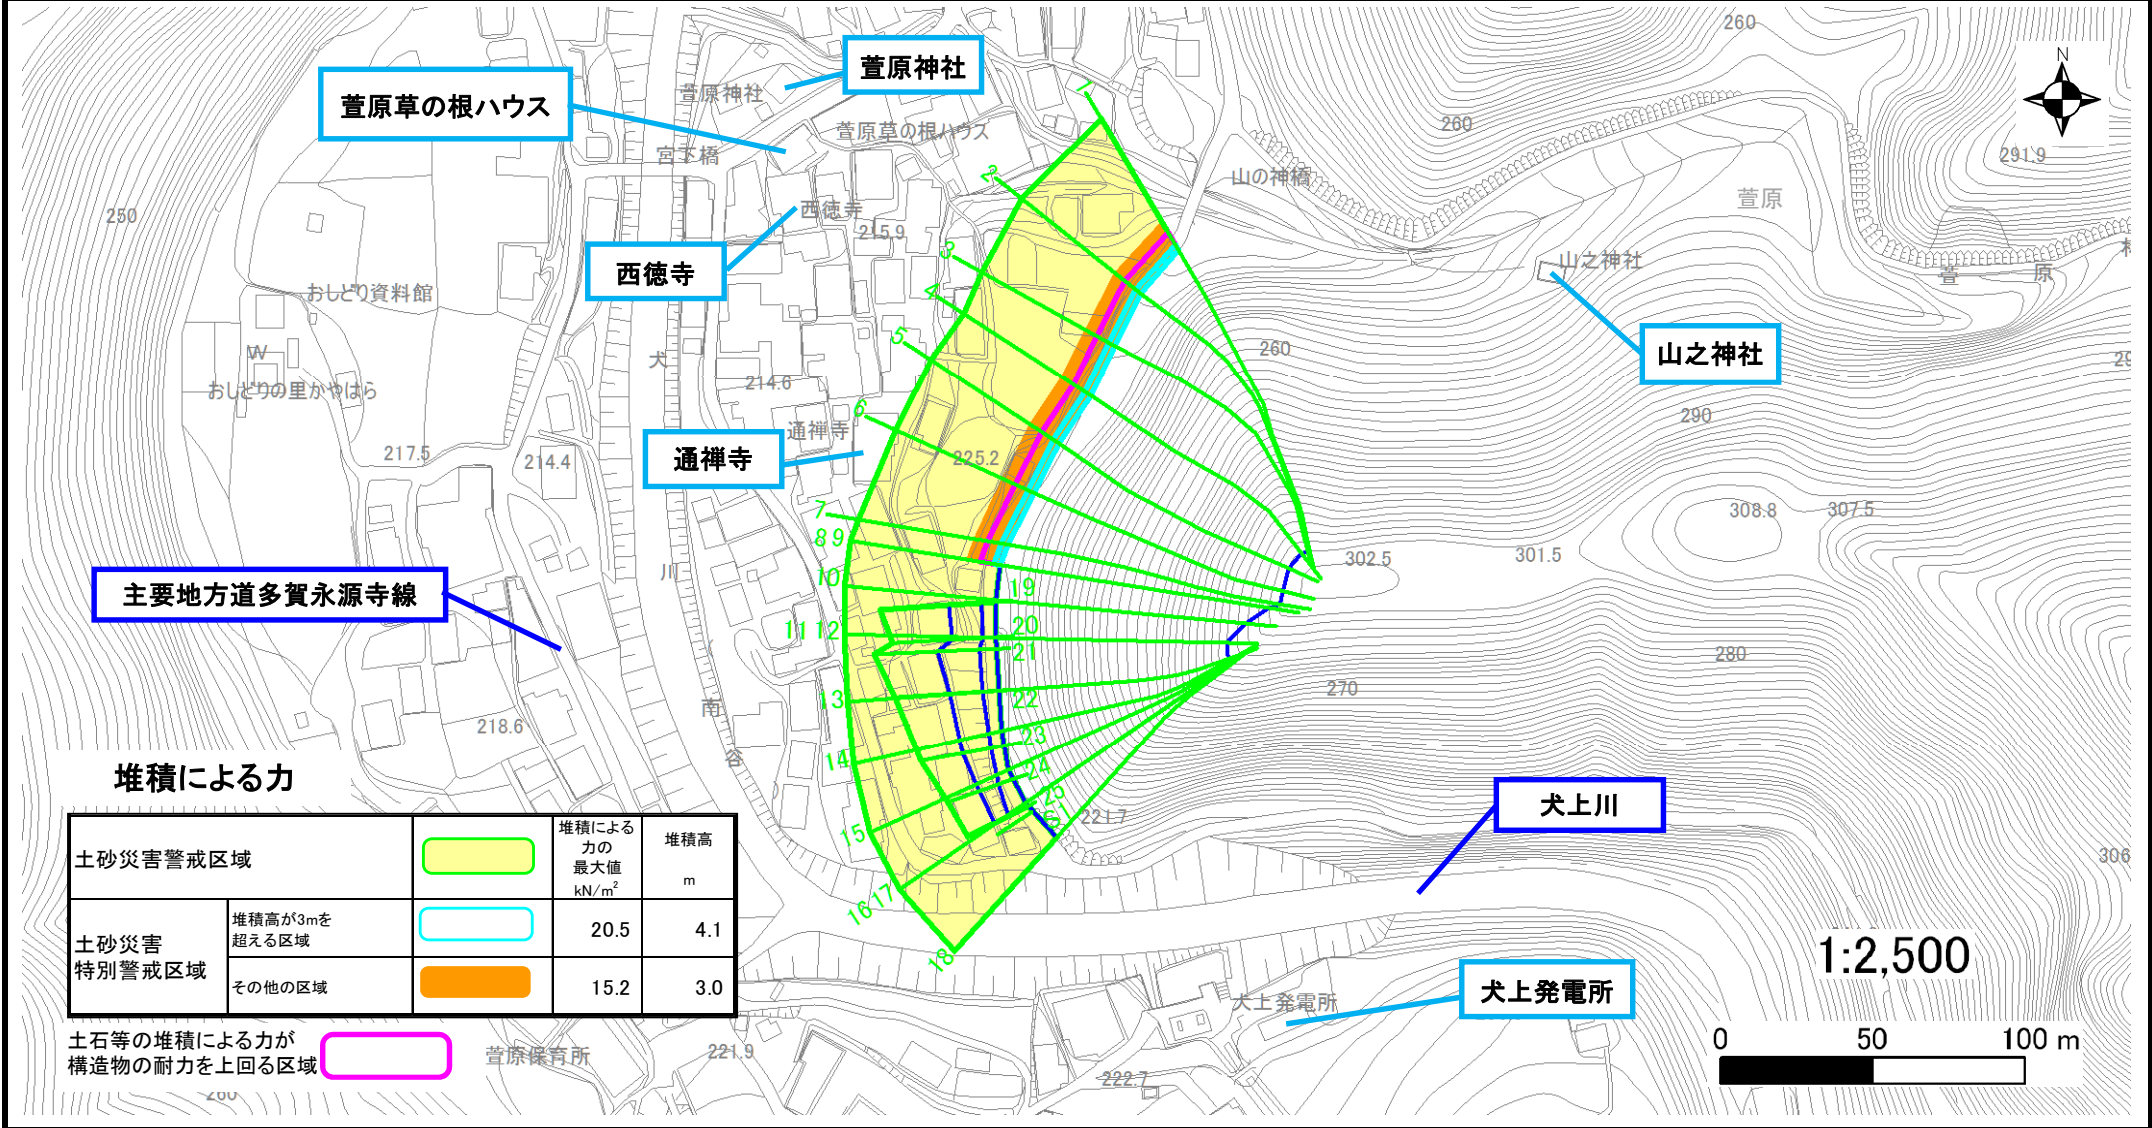 260
萱原神社
N
萱原草の根ハウス
萱原神社
1
260
萱原草の根ハウス
宮下橋
291.9
2
山の神橋
萱原
250
西徳寺
215.9
3
山之神社
西徳寺
萱
原
おしどり資料館
4
5
260
山之神社
W
犬
おしどりの里かやはら
214.6
6
290
通禅寺
通禅寺
217.5
214.4
225.2
7
308.8
307.5
8 9
302.5
301.5
川
10
19
主要地方道多賀永源寺線
11 12
20
21
280
13
22
270
南
218.6
23
14
谷
堆積による力
24
25
犬上川
15
221.7
土砂災害警戒区域
堆積による
力の
最大値
kN/m²
堆積高
m
306
16 17
土砂災害
特別警戒区域
堆積高が3mを
超える区域
20.5
4.1
18
1:2,500
その他の区域
15.2
3.0
犬上発電所
犬上発電所
土石等の堆積による力が
構造物の耐力を上回る区域
萱原保育所
221.9
222.7
0 50 100 m
260